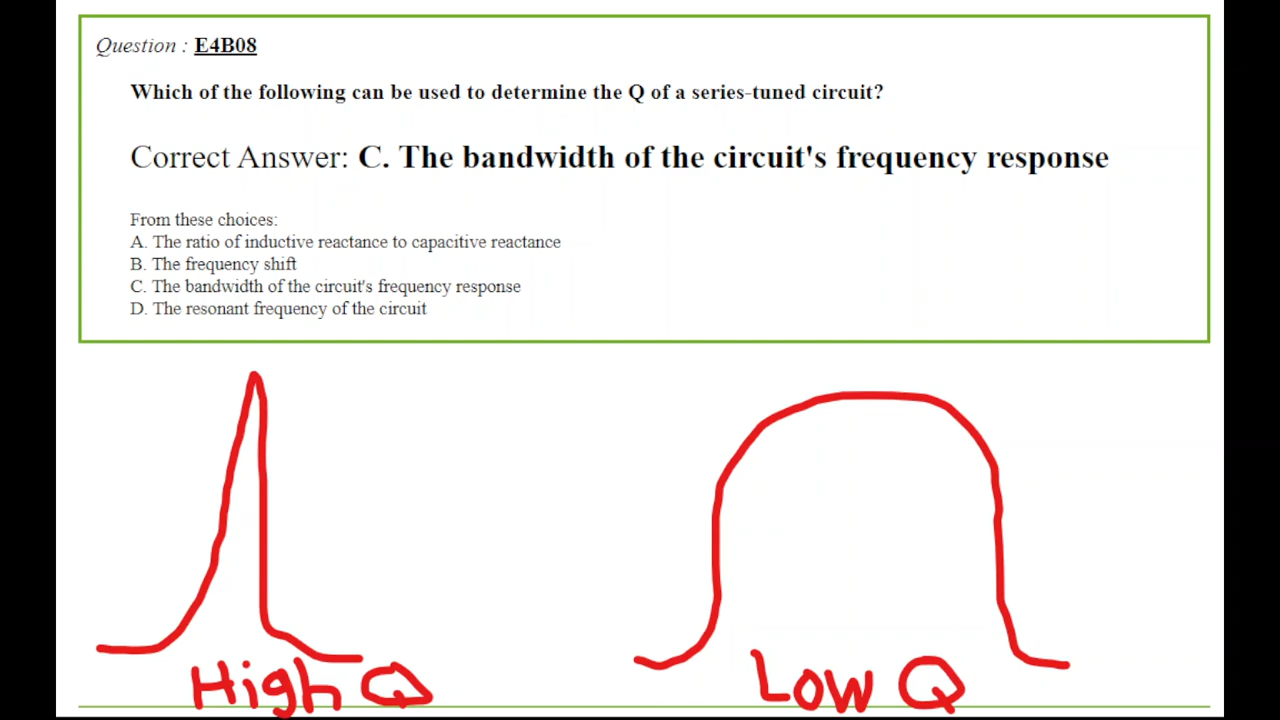 Question : E4B08
Which of the following can be used to determine the Q of a series-tuned circuit?
Correct Answer: C. The bandwidth of the circuit's frequency response
From these choices:
A. The ratio of inductive reactance to capacitive reactance
B. The frequency shift
C. The bandwidth of the circuit's frequency response
D. The resonant frequency of the circuit
High Q
Low Q